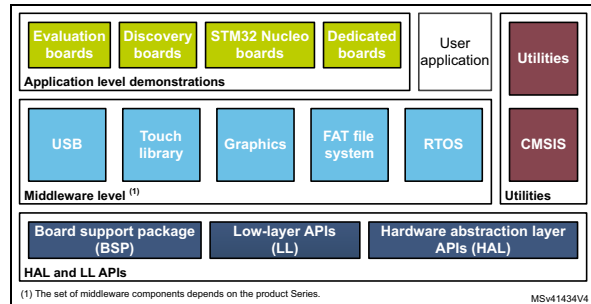 Evaluation
boards
Discovery
boards
STM32 Nucleo
boards
Dedicated
boards
Application level demonstrations
User
application
Utilities
CMSIS
Utilities
USB
Touch
library
Graphics
FAT file
system
RTOS
Middleware level (1)
Board support package
(BSP)
Low-layer APIs
(LL)
Hardware abstraction layer
APIs (HAL)
HAL and LL APIs
(1) The set of middleware components depends on the product Series.
MSv41434V4